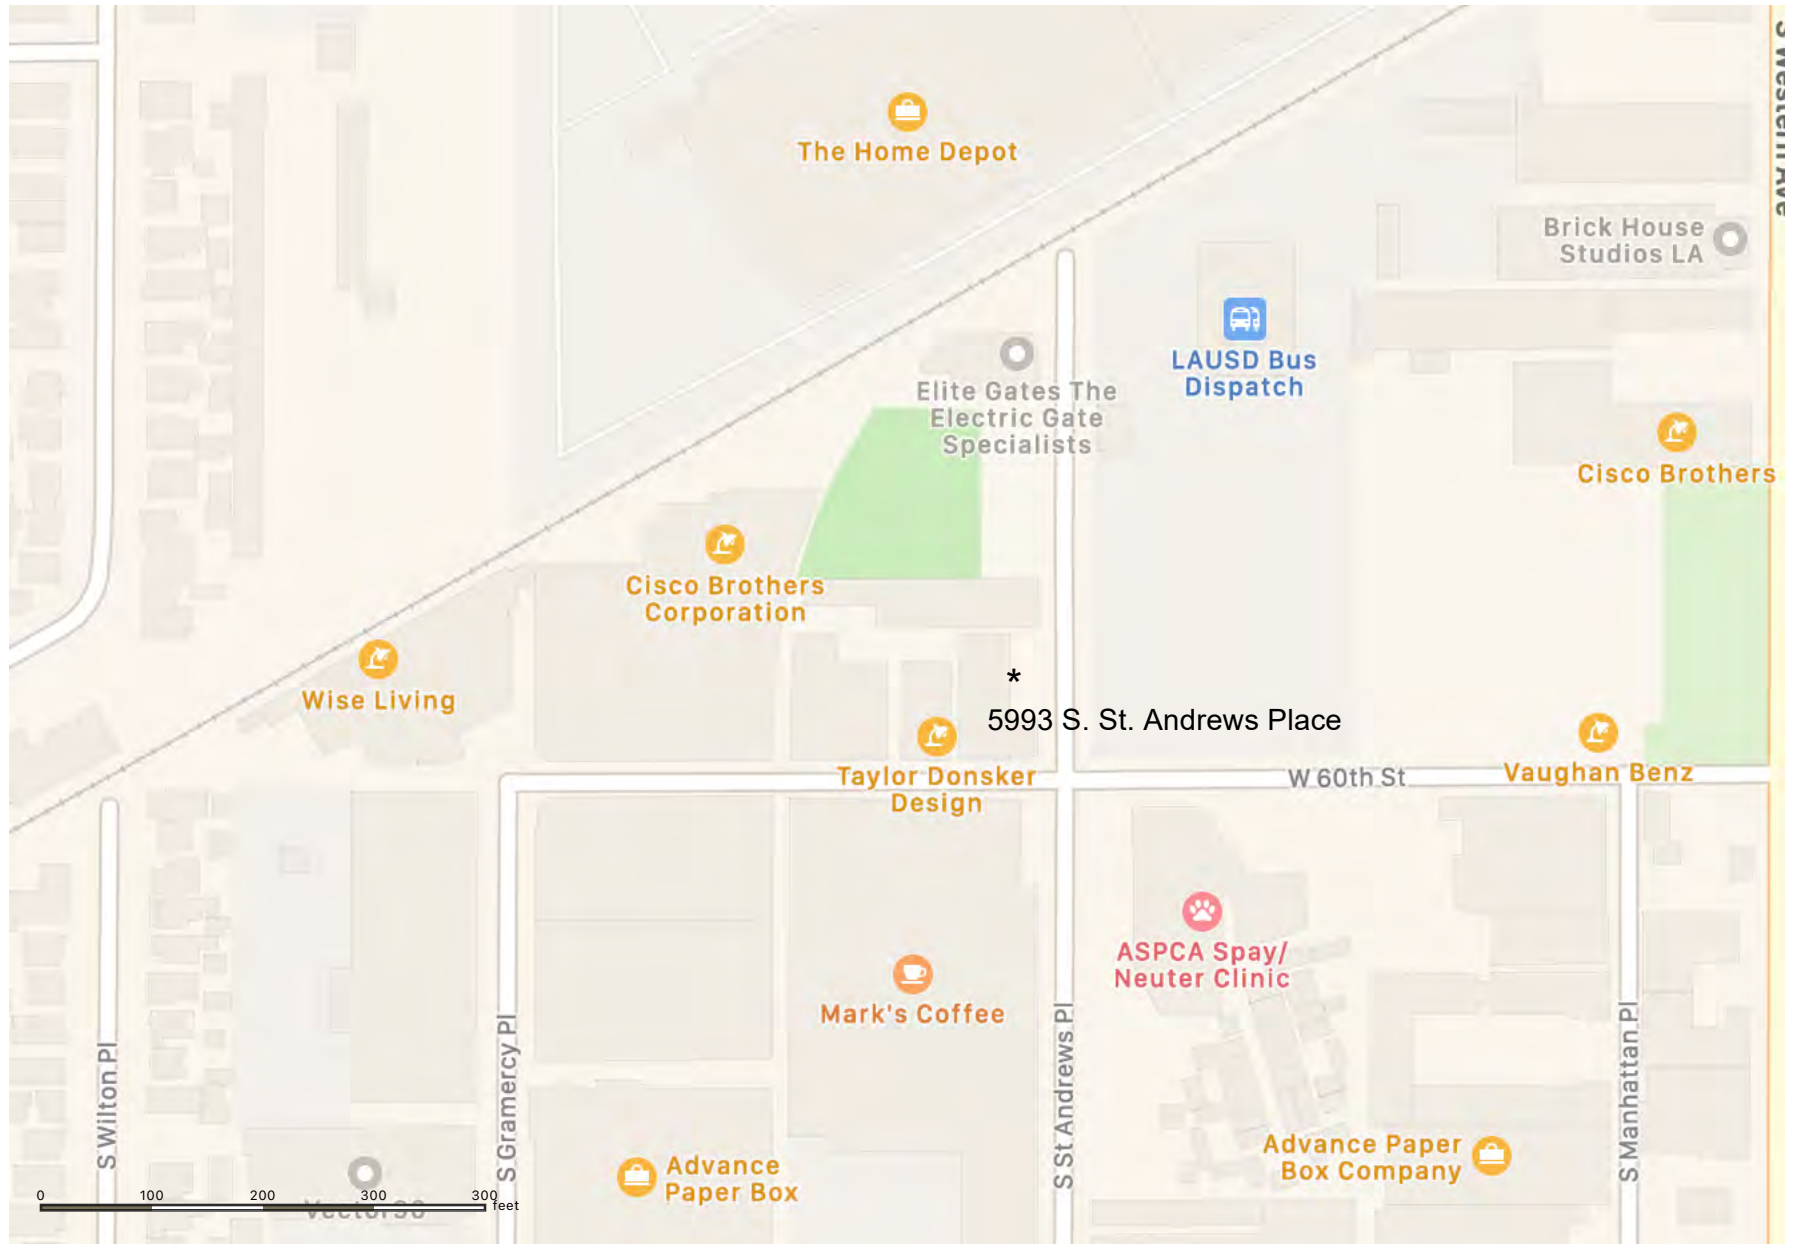 S Western Ave
The Home Depot
Brick House
Studios LA
LAUSD Bus
Dispatch
Elite Gates The
Electric Gate
Specialists
Cisco Brothers
Cisco Brothers
Corporation
Wise Living
*
5993 S. St. Andrews Place
Taylor Donsker
Design
W 60th St
Vaughan Benz
ASPCA Spay/
Neuter Clinic
Mark's Coffee
S Wilton Pl
S Gramercy Pl
S St Andrews Pl
S Manhattan Pl
Advance Paper
Box Company
Advance
Paper Box
0 100 200 300 300
feet